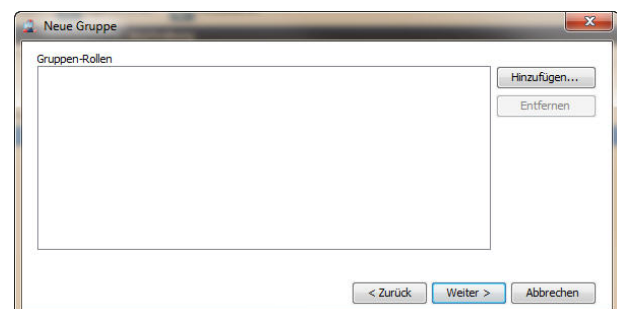 Neue Gruppe
Gruppen-Rollen
Hinzufügen...
Entfernen
< Zurück Weiter > Abbrechen